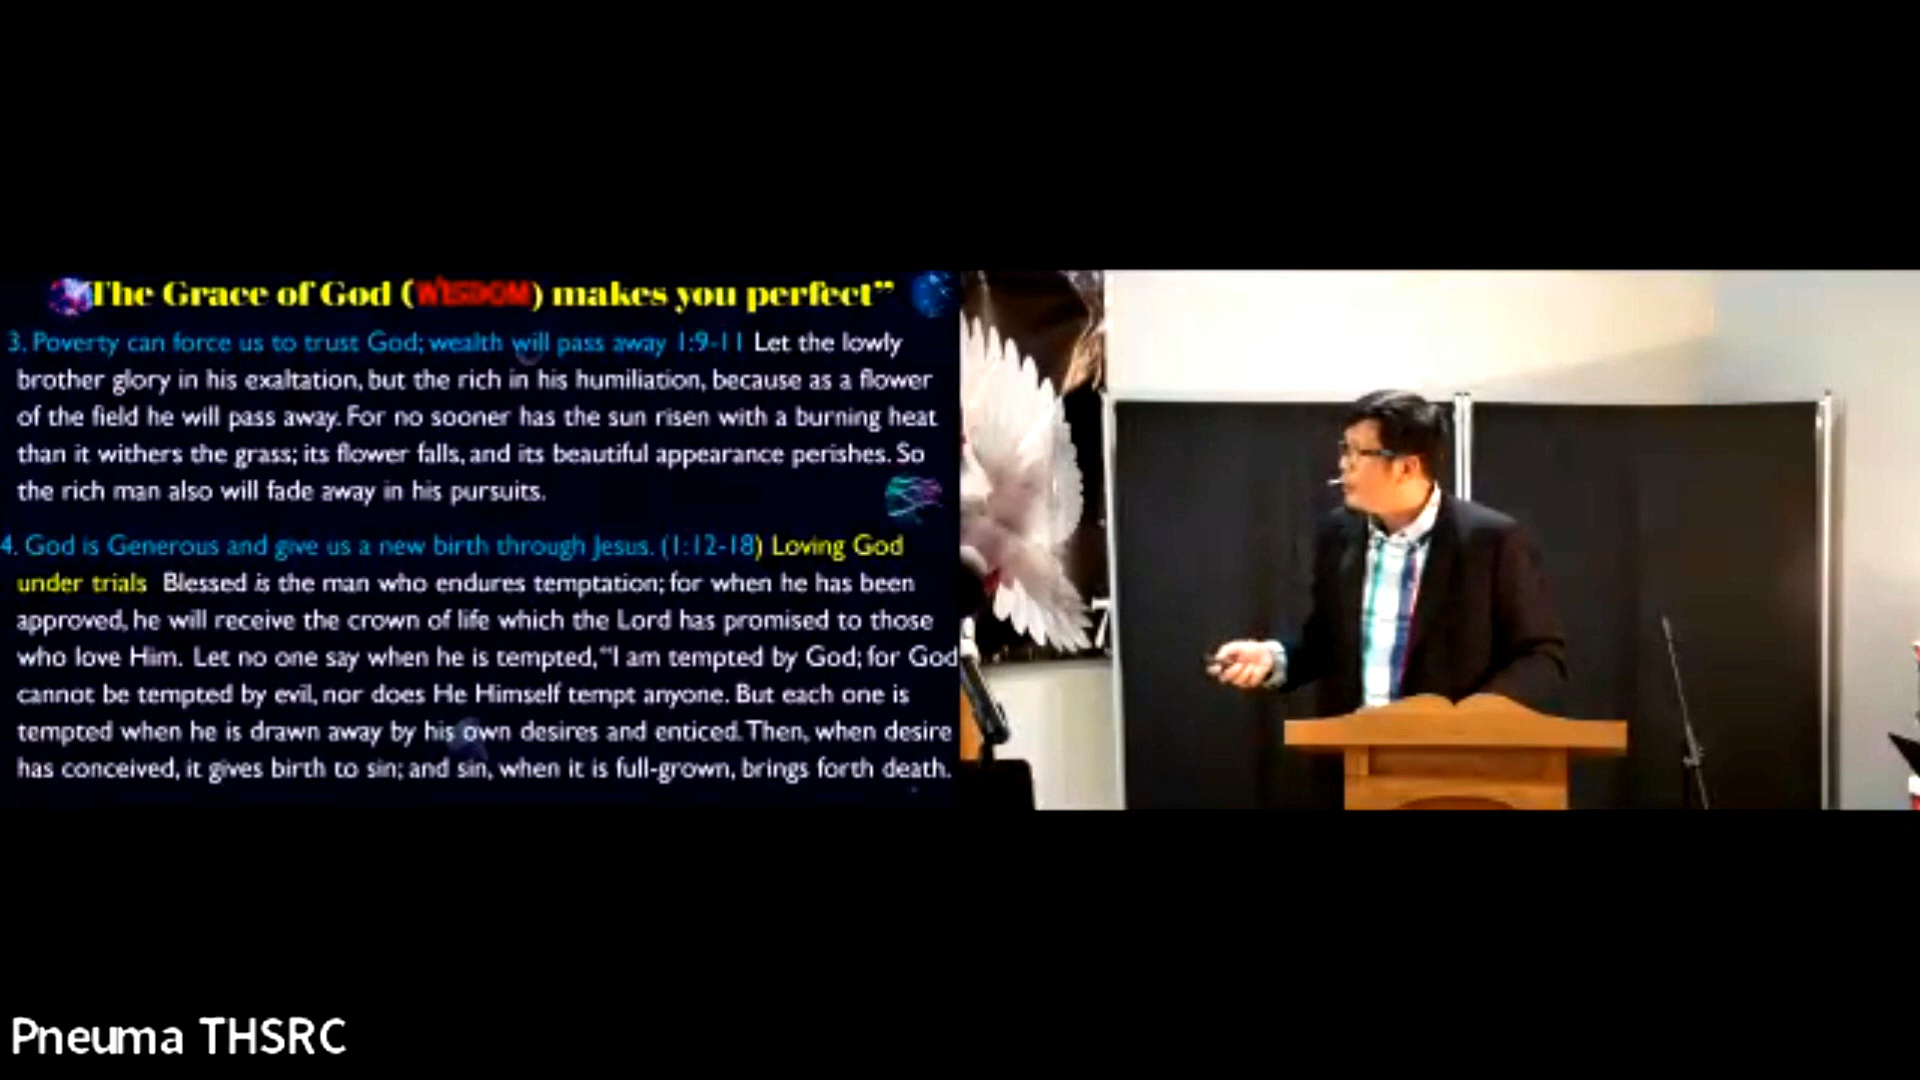 The Grace of God (WISDOM) makes you perfect”
3. Poverty can force us to trust God; wealth will pass away 1:9-11 Let the lowly
brother glory in his exaltation, but the rich in his humiliation, because as a flower
of the field he will pass away. For no sooner has the sun risen with a burning heat
than it withers the grass; its flower falls, and its beautiful appearance perishes. So
the rich man also will fade away in his pursuits.
4. God is Generous and give us a new birth through Jesus. (1:12-18) Loving God
under trials Blessed is the man who endures temptation; for when he has been
approved, he will receive the crown of life which the Lord has promised to those
who love Him. Let no one say when he is tempted, “I am tempted by God; for God
cannot be tempted by evil, nor does He Himself tempt anyone. But each one is
tempted when he is drawn away by his own desires and enticed. Then, when desire
has conceived, it gives birth to sin; and sin, when it is full-grown, brings forth death.
Pneuma THSRC